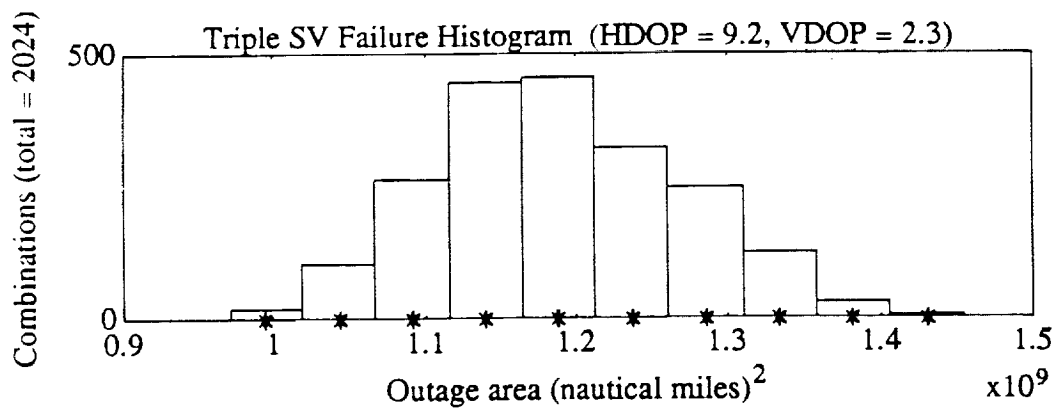 Triple SV Failure Histogram (HDOP = 9.2, VDOP = 2.3)
Combinations (total = 2024)
500
0
0.9 1 1.1 1.2 1.3 1.4 1.5
Outage area (nautical miles)²
x10⁹